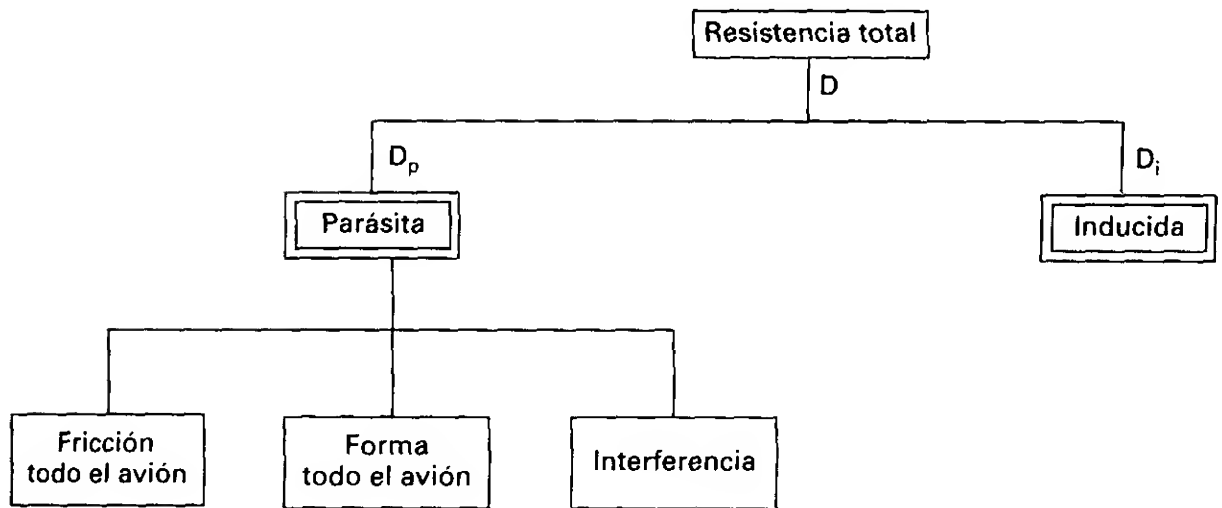 Resistencia total
D
Dp
Di
Parásita
Inducida
Fricción
todo el avión
Forma
todo el avión
Interferencia